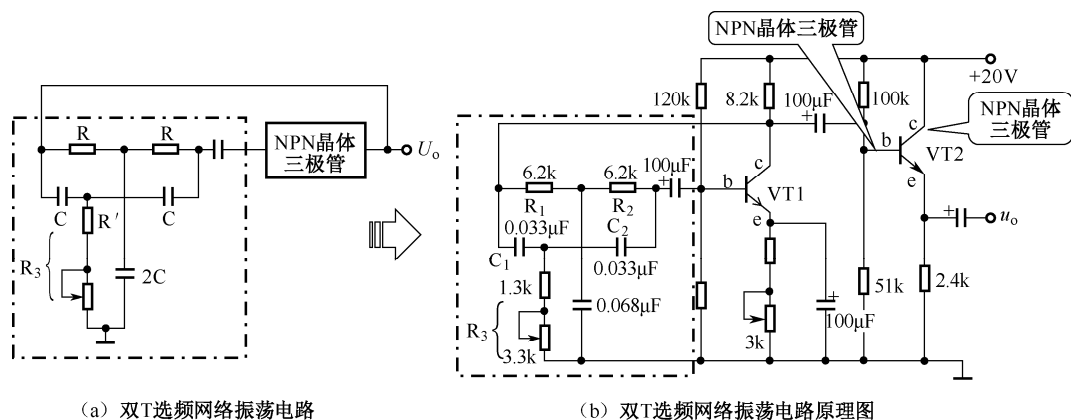 R
R
C
C
R′
R₃
2C
NPN晶体
三极管
Uₒ
(a) 双T选频网络振荡电路
NPN晶体三极管
+20V
120k
8.2k
100μF
+
100k
NPN晶体
三极管
c
b
VT2
e
+
uₒ
6.2k
6.2k
100μF
+
R₁
R₂
c
b
VT1
e
0.033μF
C₁
C₂
0.033μF
1.3k
R₃
3.3k
0.068μF
3k
+
100μF
51k
2.4k
(b) 双T选频网络振荡电路原理图